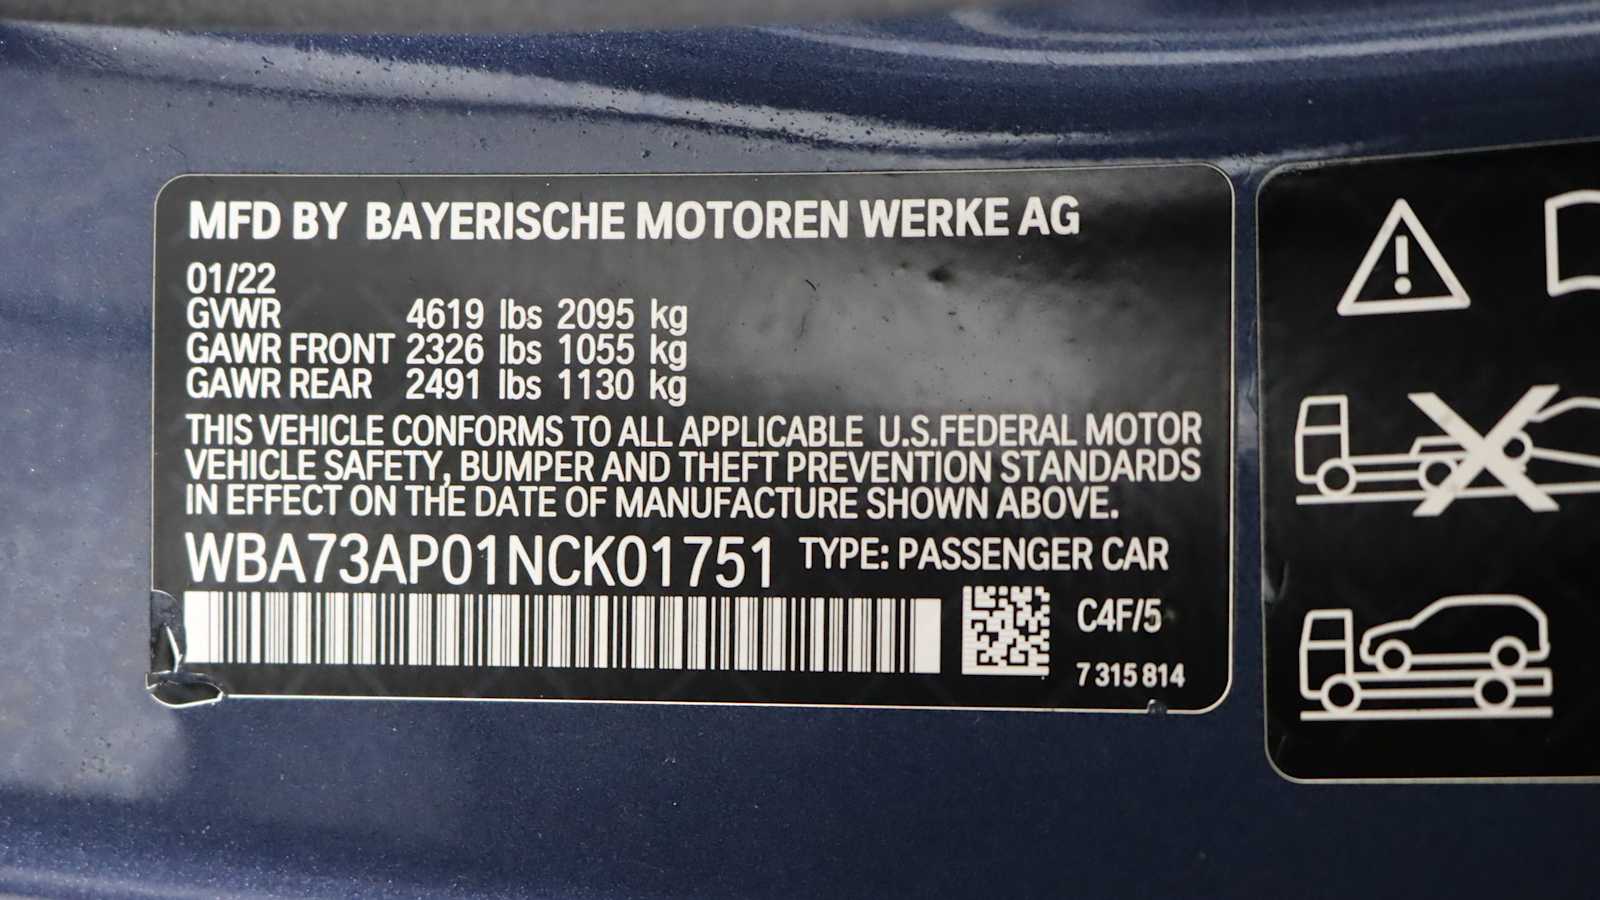 MFD BY BAYERISCHE MOTOREN WERKE AG
01/22
GVWR 4619 lbs 2095 kg
GAWR FRONT 2326 lbs 1055 kg
GAWR REAR 2491 lbs 1130 kg
THIS VEHICLE CONFORMS TO ALL APPLICABLE U.S.FEDERAL MOTOR
VEHICLE SAFETY, BUMPER AND THEFT PREVENTION STANDARDS
IN EFFECT ON THE DATE OF MANUFACTURE SHOWN ABOVE.
WBA73AP01NCK01751 TYPE: PASSENGER CAR
C4F/5
7 315 814